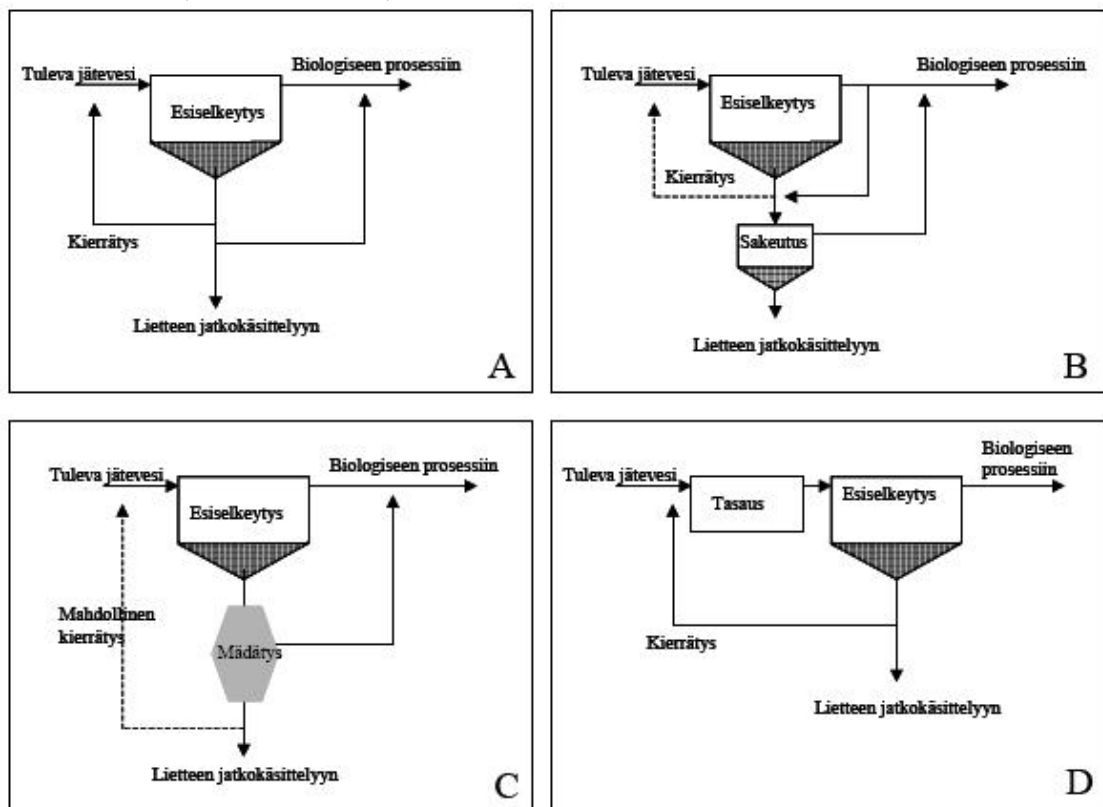 Tuleva jätevesi
Biologiseen prosessiin
Esiselkeytys
Kierrätys
Lietteen jatkokäsittelyyn
A
Tuleva jätevesi
Biologiseen prosessiin
Esiselkeytys
Kierrätys
Sakeutus
Lietteen jatkokäsittelyyn
B
Tuleva jätevesi
Biologiseen prosessiin
Esiselkeytys
Mahdollinen
kierrätys
Mädätys
Lietteen jatkokäsittelyyn
C
Tuleva jätevesi
Biologiseen
prosessiin
Tasaus
Esiselkeytys
Kierrätys
Lietteen jatkokäsittelyyn
D